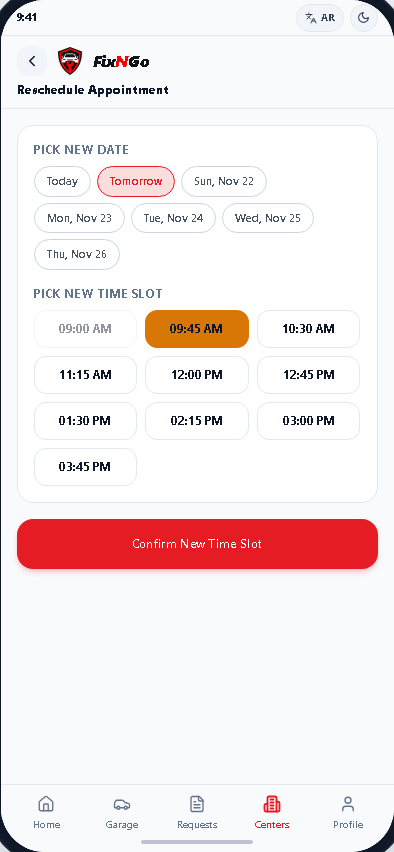 9:41
AR
FixNGo
Reschedule Appointment
PICK NEW DATE
Today Tomorrow Sun, Nov 22
Mon, Nov 23 Tue, Nov 24 Wed, Nov 25
Thu, Nov 26
PICK NEW TIME SLOT
09:00 AM 09:45 AM 10:30 AM
11:15 AM 12:00 PM 12:45 PM
01:30 PM 02:15 PM 03:00 PM
03:45 PM
Confirm New Time Slot
Home Garage Requests Centers Profile